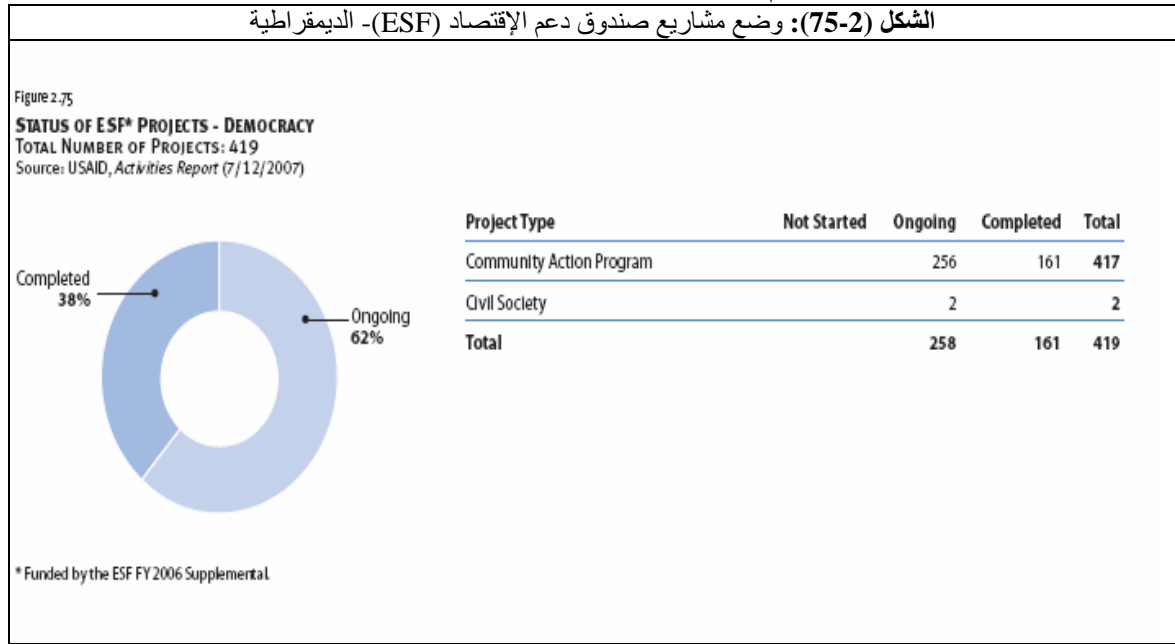 الشكل (2-75): وضع مشاريع صندوق دعم الإقتصاد (ESF)- الديمقراطية
Figure 2.75
STATUS OF ESF* PROJECTS - DEMOCRACY
TOTAL NUMBER OF PROJECTS: 419
Source: USAID, Activities Report (7/12/2007)
Completed
38%
Ongoing
62%
Project Type Not Started Ongoing Completed Total
Community Action Program 256 161 417
Civil Society 2 2
Total 258 161 419
* Funded by the ESF FY 2006 Supplemental.